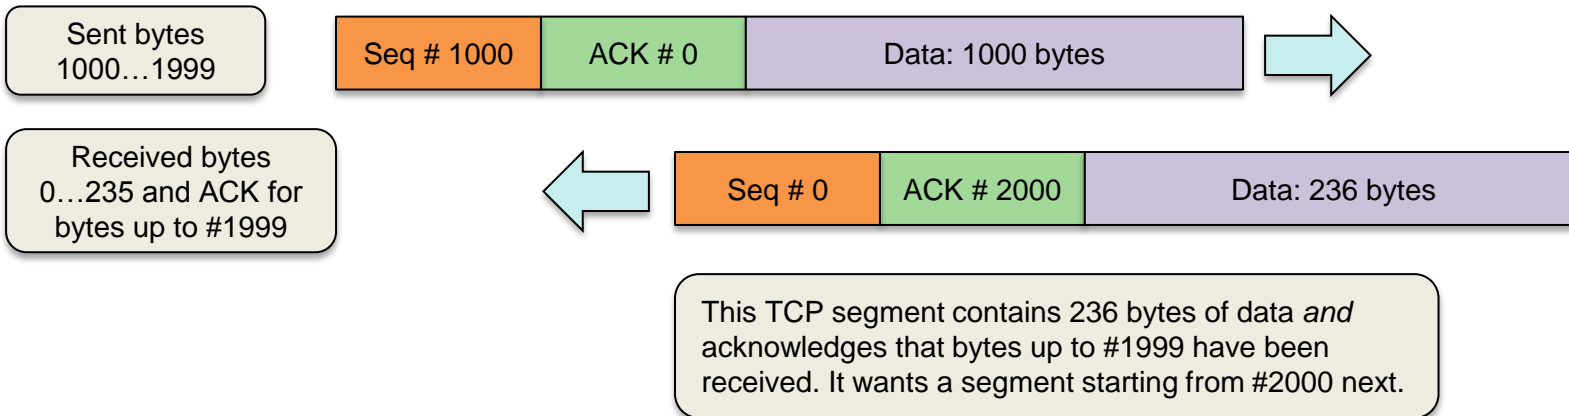 Sent bytes
1000…1999
Seq # 1000
ACK # 0
Data: 1000 bytes
Received bytes
0…235 and ACK for
bytes up to #1999
Seq # 0
ACK # 2000
Data: 236 bytes
This TCP segment contains 236 bytes of data and
acknowledges that bytes up to #1999 have been
received. It wants a segment starting from #2000 next.